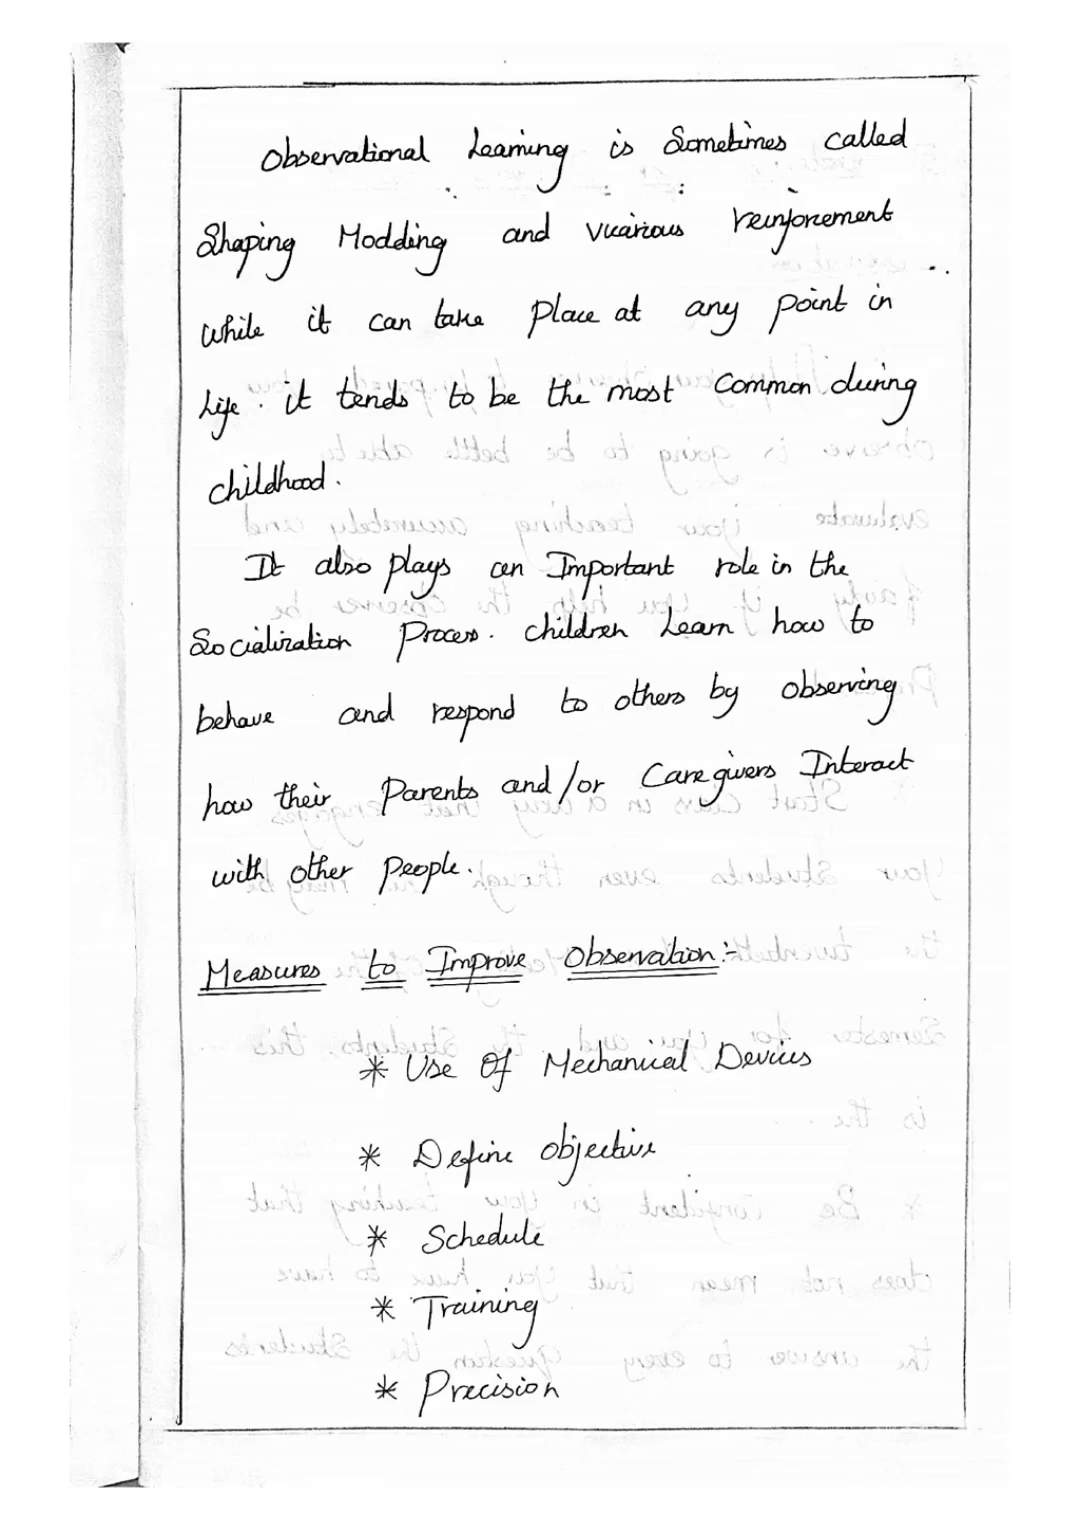 Observational Learning is Sometimes called
Shaping Modding and vicarious reinforcement
while it can take place at any point in
Life. it tends to be the most common during
childhood.
It also plays an Important role in the
Socialization Process. children Learn how to
behave and respond to others by observing
how their Parents and/or Caregivers Interact
with other People.
Measures to Improve Observation:-
* Use Of Mechanical Devices
* Define objective
* Schedule
* Training
* Precision